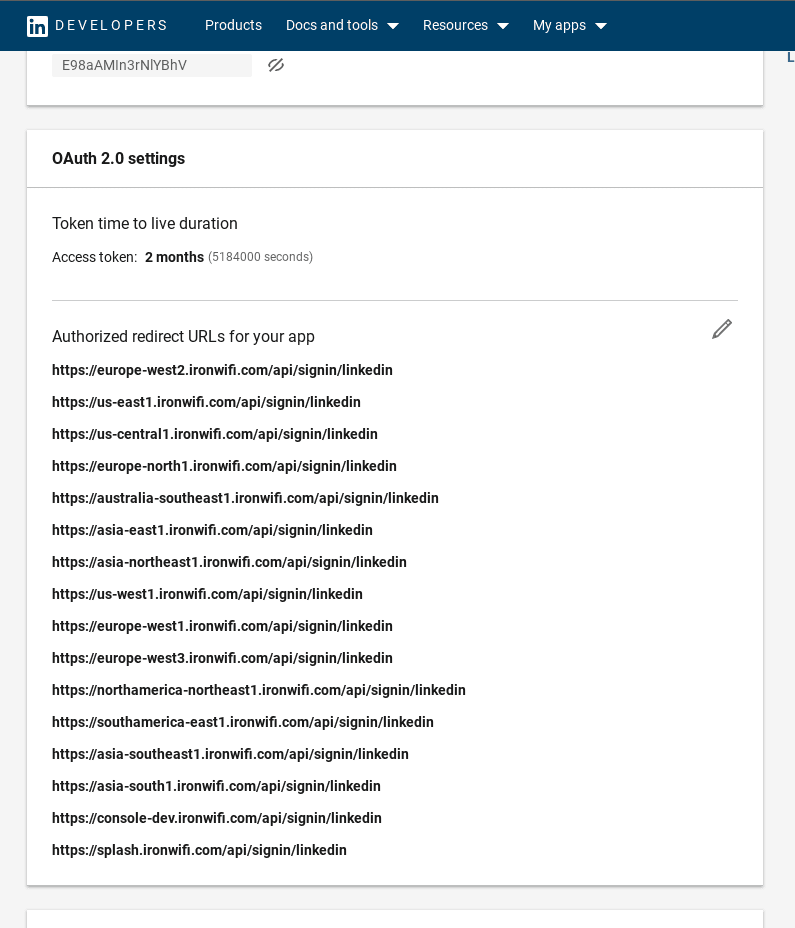 in DEVELOPERS Products Docs and tools Resources My apps
L
E98aAMIn3rNlYBhV
OAuth 2.0 settings
Token time to live duration
Access token: 2 months (5184000 seconds)
Authorized redirect URLs for your app
https://europe-west2.ironwifi.com/api/signin/linkedin
https://us-east1.ironwifi.com/api/signin/linkedin
https://us-central1.ironwifi.com/api/signin/linkedin
https://europe-north1.ironwifi.com/api/signin/linkedin
https://australia-southeast1.ironwifi.com/api/signin/linkedin
https://asia-east1.ironwifi.com/api/signin/linkedin
https://asia-northeast1.ironwifi.com/api/signin/linkedin
https://us-west1.ironwifi.com/api/signin/linkedin
https://europe-west1.ironwifi.com/api/signin/linkedin
https://europe-west3.ironwifi.com/api/signin/linkedin
https://northamerica-northeast1.ironwifi.com/api/signin/linkedin
https://southamerica-east1.ironwifi.com/api/signin/linkedin
https://asia-southeast1.ironwifi.com/api/signin/linkedin
https://asia-south1.ironwifi.com/api/signin/linkedin
https://console-dev.ironwifi.com/api/signin/linkedin
https://splash.ironwifi.com/api/signin/linkedin